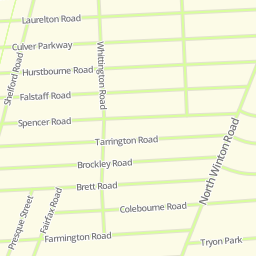 Laurelton Road
Culver Parkway
Whittington Road
Hurstbourne Road
Shelford Road
Falstaff Road
Spencer Road
North Winton Road
Tarrington Road
Brockley Road
Brett Road
Presque Street
Fairfax Road
Colebourne Road
Farmington Road
Tryon Park